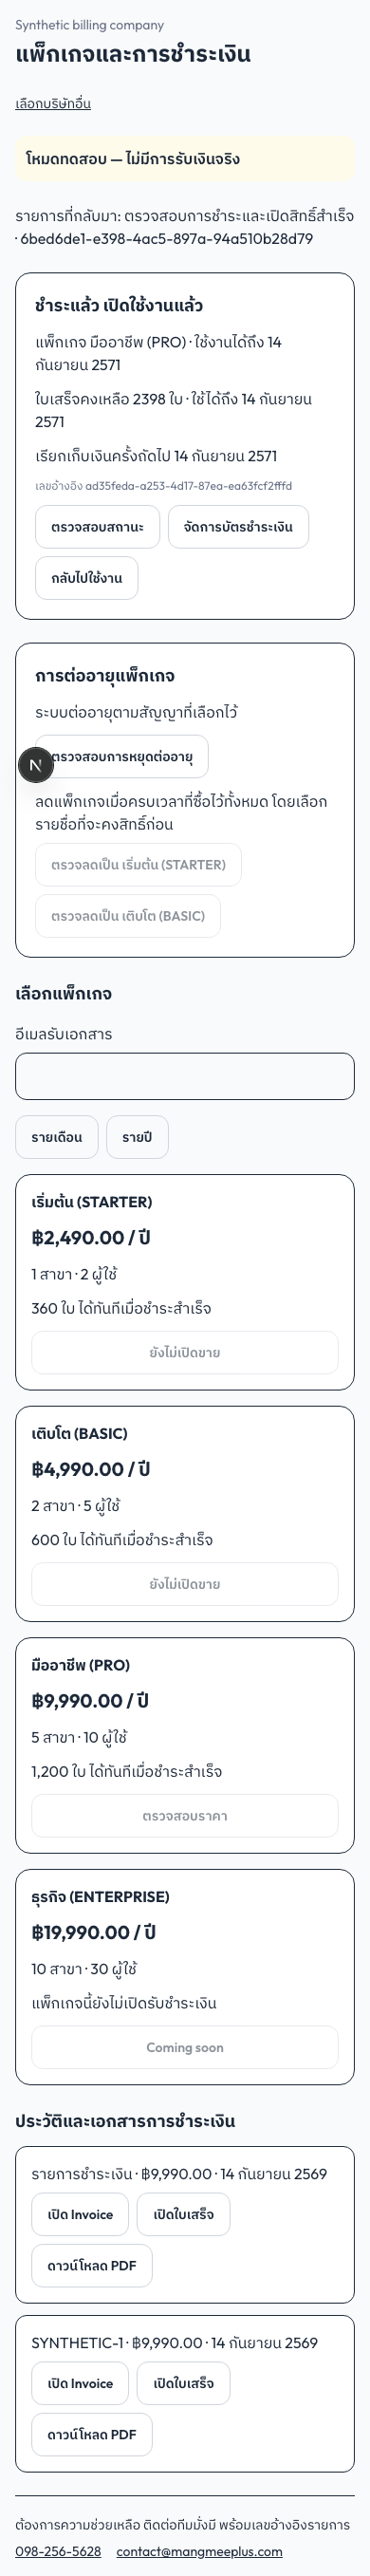 Synthetic billing company
แพ็กเกจและการชำระเงิน
เลือกบริษัทอื่น
โหมดทดสอบ — ไม่มีการรับเงินจริง
รายการที่กลับมา: ตรวจสอบการชำระและเปิดสิทธิ์สำเร็จ
· 6bed6de1-e398-4ac5-897a-94a510b28d79
ชำระแล้ว เปิดใช้งานแล้ว
แพ็กเกจ มืออาชีพ (PRO) · ใช้งานได้ถึง 14
กันยายน 2571
ใบเสร็จคงเหลือ 2398 ใบ · ใช้ได้ถึง 14 กันยายน
2571
เรียกเก็บเงินครั้งถัดไป 14 กันยายน 2571
เลขอ้างอิง ad35feda-a253-4d17-87ea-ea63fcf2fffd
ตรวจสอบสถานะ
จัดการบัตรชำระเงิน
กลับไปใช้งาน
การต่ออายุแพ็กเกจ
ระบบต่ออายุตามสัญญาที่เลือกไว้
N
ตรวจสอบการหยุดต่ออายุ
ลดแพ็กเกจเมื่อครบเวลาที่ซื้อไว้ทั้งหมด โดยเลือก
รายชื่อที่จะคงสิทธิ์ก่อน
ตรวจลดเป็น เริ่มต้น (STARTER)
ตรวจลดเป็น เติบโต (BASIC)
เลือกแพ็กเกจ
อีเมลรับเอกสาร
รายเดือน
รายปี
เริ่มต้น (STARTER)
฿2,490.00 / ปี
1 สาขา · 2 ผู้ใช้
360 ใบ ได้ทันทีเมื่อชำระสำเร็จ
ยังไม่เปิดขาย
เติบโต (BASIC)
฿4,990.00 / ปี
2 สาขา · 5 ผู้ใช้
600 ใบ ได้ทันทีเมื่อชำระสำเร็จ
ยังไม่เปิดขาย
มืออาชีพ (PRO)
฿9,990.00 / ปี
5 สาขา · 10 ผู้ใช้
1,200 ใบ ได้ทันทีเมื่อชำระสำเร็จ
ตรวจสอบราคา
ธุรกิจ (ENTERPRISE)
฿19,990.00 / ปี
10 สาขา · 30 ผู้ใช้
แพ็กเกจนี้ยังไม่เปิดรับชำระเงิน
Coming soon
ประวัติและเอกสารการชำระเงิน
รายการชำระเงิน · ฿9,990.00 · 14 กันยายน 2569
เปิด Invoice
เปิดใบเสร็จ
ดาวน์โหลด PDF
SYNTHETIC-1 · ฿9,990.00 · 14 กันยายน 2569
เปิด Invoice
เปิดใบเสร็จ
ดาวน์โหลด PDF
ต้องการความช่วยเหลือ ติดต่อทีมมั่งมี พร้อมเลขอ้างอิงรายการ
098-256-5628
contact@mangmeeplus.com